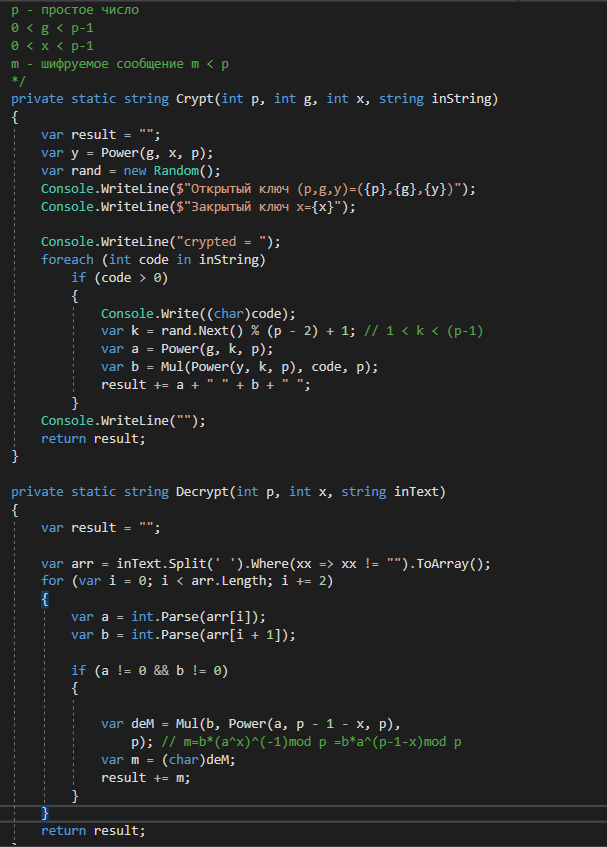 p - простое число
0 < g < p-1
0 < x < p-1
m - шифруемое сообщение m < p
*/
private static string Crypt(int p, int g, int x, string inString)
{
    var result = "";
    var y = Power(g, x, p);
    var rand = new Random();
    Console.WriteLine($"Открытый ключ (p,g,y)=({p},{g},{y})");
    Console.WriteLine($"Закрытый ключ x={x}");

    Console.WriteLine("crypted = ");
    foreach (int code in inString)
        if (code > 0)
        {
            Console.Write((char)code);
            var k = rand.Next() % (p - 2) + 1; // 1 < k < (p-1)
            var a = Power(g, k, p);
            var b = Mul(Power(y, k, p), code, p);
            result += a + " " + b + " ";
        }
    Console.WriteLine("");
    return result;
}

private static string Decrypt(int p, int x, string inText)
{
    var result = "";

    var arr = inText.Split(' ').Where(xx => xx != "").ToArray();
    for (var i = 0; i < arr.Length; i += 2)
    {
        var a = int.Parse(arr[i]);
        var b = int.Parse(arr[i + 1]);

        if (a != 0 && b != 0)
        {

            var deM = Mul(b, Power(a, p - 1 - x, p),
                p); // m=b*(a^x)^(-1)mod p =b*a^(p-1-x)mod p
            var m = (char)deM;
            result += m;
        }
    }
    return result;